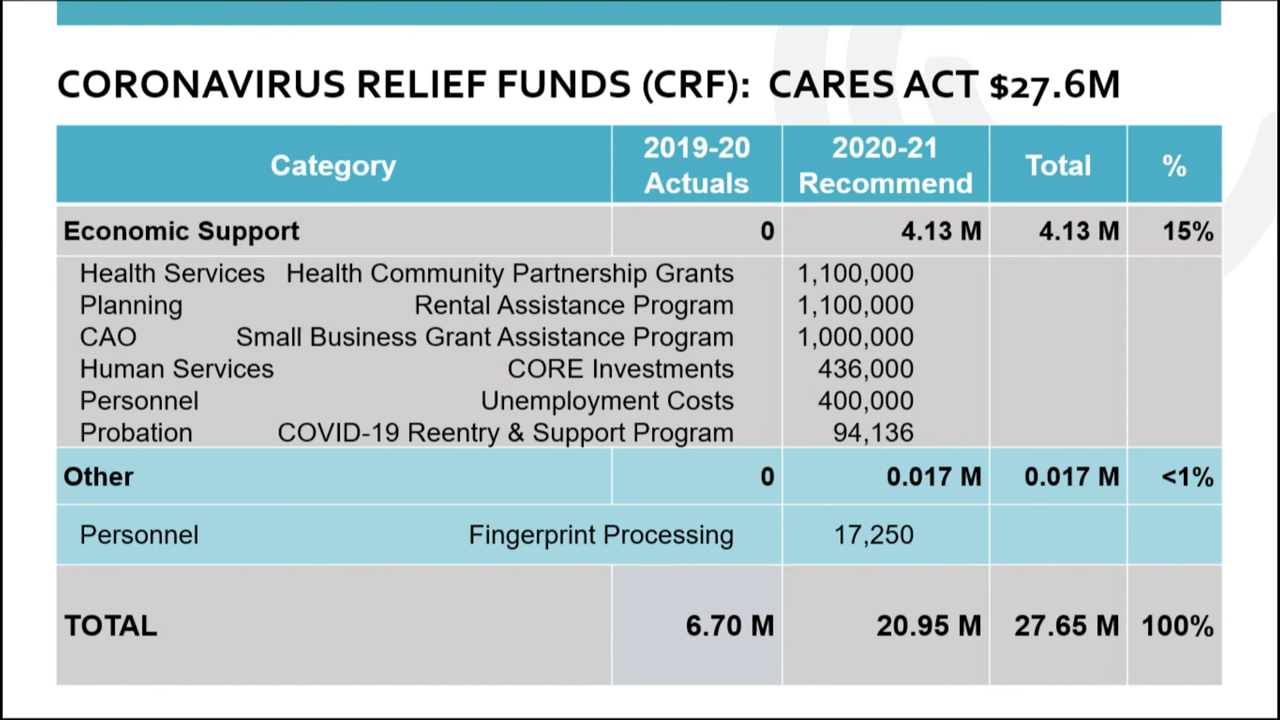 CORONAVIRUS RELIEF FUNDS (CRF): CARES ACT $27.6M
Category 2019-20 Actuals 2020-21 Recommend Total %
Economic Support 0 4.13 M 4.13 M 15%
Health Services Health Community Partnership Grants 1,100,000
Planning Rental Assistance Program 1,100,000
CAO Small Business Grant Assistance Program 1,000,000
Human Services CORE Investments 436,000
Personnel Unemployment Costs 400,000
Probation COVID-19 Reentry & Support Program 94,136
Other 0 0.017 M 0.017 M <1%
Personnel Fingerprint Processing 17,250
TOTAL 6.70 M 20.95 M 27.65 M 100%